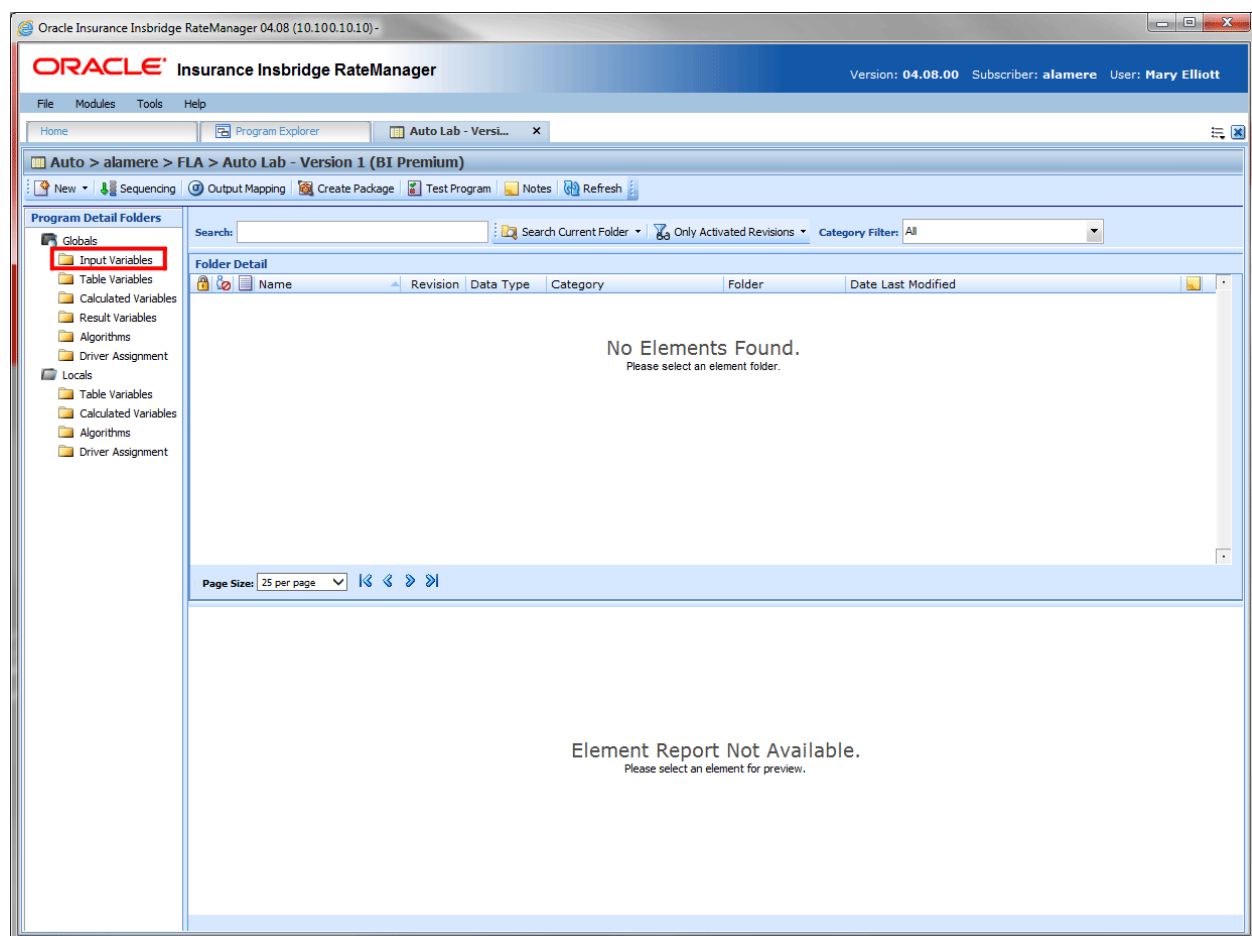 Oracle Insurance Insbridge RateManager 04.08 (10.100.10.10) -
ORACLE Insurance Insbridge RateManager
Version: 04.08.00 Subscriber: alamere User: Mary Elliott
File Modules Tools Help
Home Program Explorer Auto Lab - Versi...
Auto > alamere > FLA > Auto Lab - Version 1 (BI Premium)
New Sequencing Output Mapping Create Package Test Program Notes Refresh
Program Detail Folders
Globals
Input Variables
Table Variables
Calculated Variables
Result Variables
Algorithms
Driver Assignment
Locals
Table Variables
Calculated Variables
Algorithms
Driver Assignment
Search: Search Current Folder Only Activated Revisions Category Filter: All
Folder Detail
Name Revision Data Type Category Folder Date Last Modified
No Elements Found.
Please select an element folder.
Page Size: 25 per page
Element Report Not Available.
Please select an element for preview.